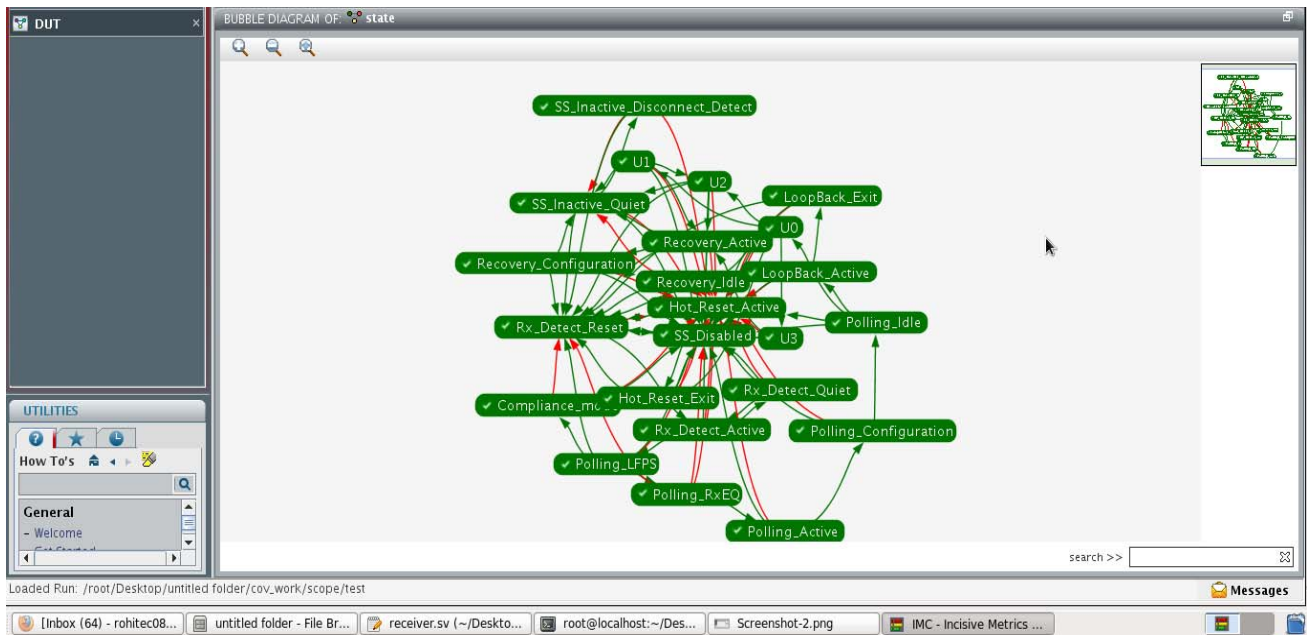 DUT
BUBBLE DIAGRAM OF: state
SS_Inactive_Disconnect_Detect
U1
U2
SS_Inactive_Quiet
LoopBack_Exit
U0
Recovery_Active
Recovery_Configuration
LoopBack_Active
Recovery_Idle
Hot_Reset_Active
Rx_Detect_Reset
Polling_Idle
SS_Disabled
U3
Rx_Detect_Quiet
Compliance_mo
Hot_Reset_Exit
Rx_Detect_Active
Polling_Configuration
Polling_LFPS
Polling_RxEQ
Polling_Active
UTILITIES
How To's
General
- Welcome
search >>
Loaded Run: /root/Desktop/untitled folder/cov_work/scope/test
Messages
[Inbox (64) - rohitec08...
untitled folder - File Br...
receiver.sv (~/Deskto...
root@localhost:~/Des...
Screenshot-2.png
IMC - Incisive Metrics ...